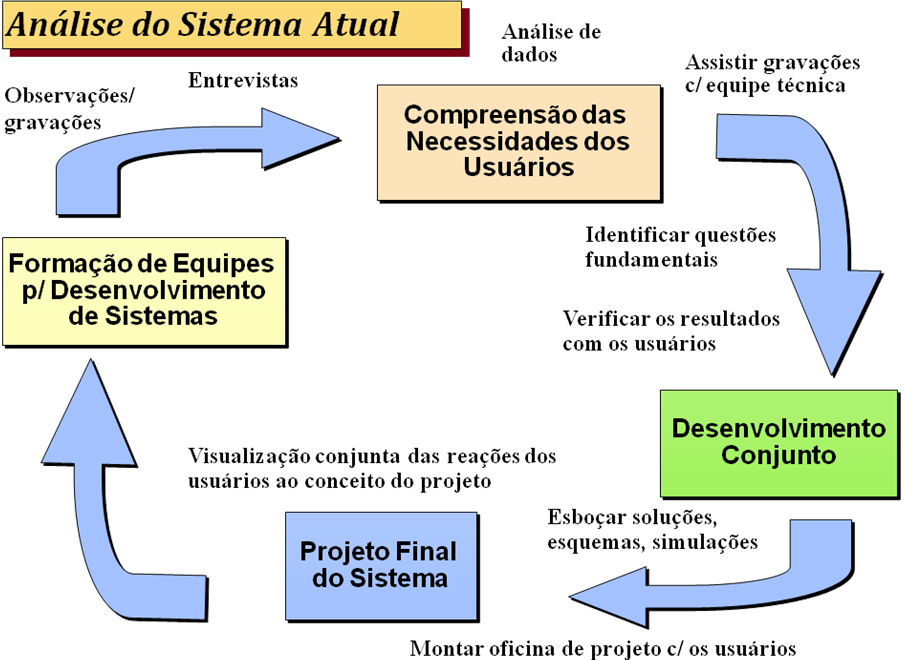 Análise do Sistema Atual
Análise de
dados
Assistir gravações
c/ equipe técnica
Entrevistas
Observações/
gravações
Compreensão das
Necessidades dos
Usuários
Identificar questões
fundamentais
Formação de Equipes
p/ Desenvolvimento
de Sistemas
Verificar os resultados
com os usuários
Desenvolvimento
Conjunto
Visualização conjunta das reações dos
usuários ao conceito do projeto
Esboçar soluções,
esquemas, simulações
Projeto Final
do Sistema
Montar oficina de projeto c/ os usuários